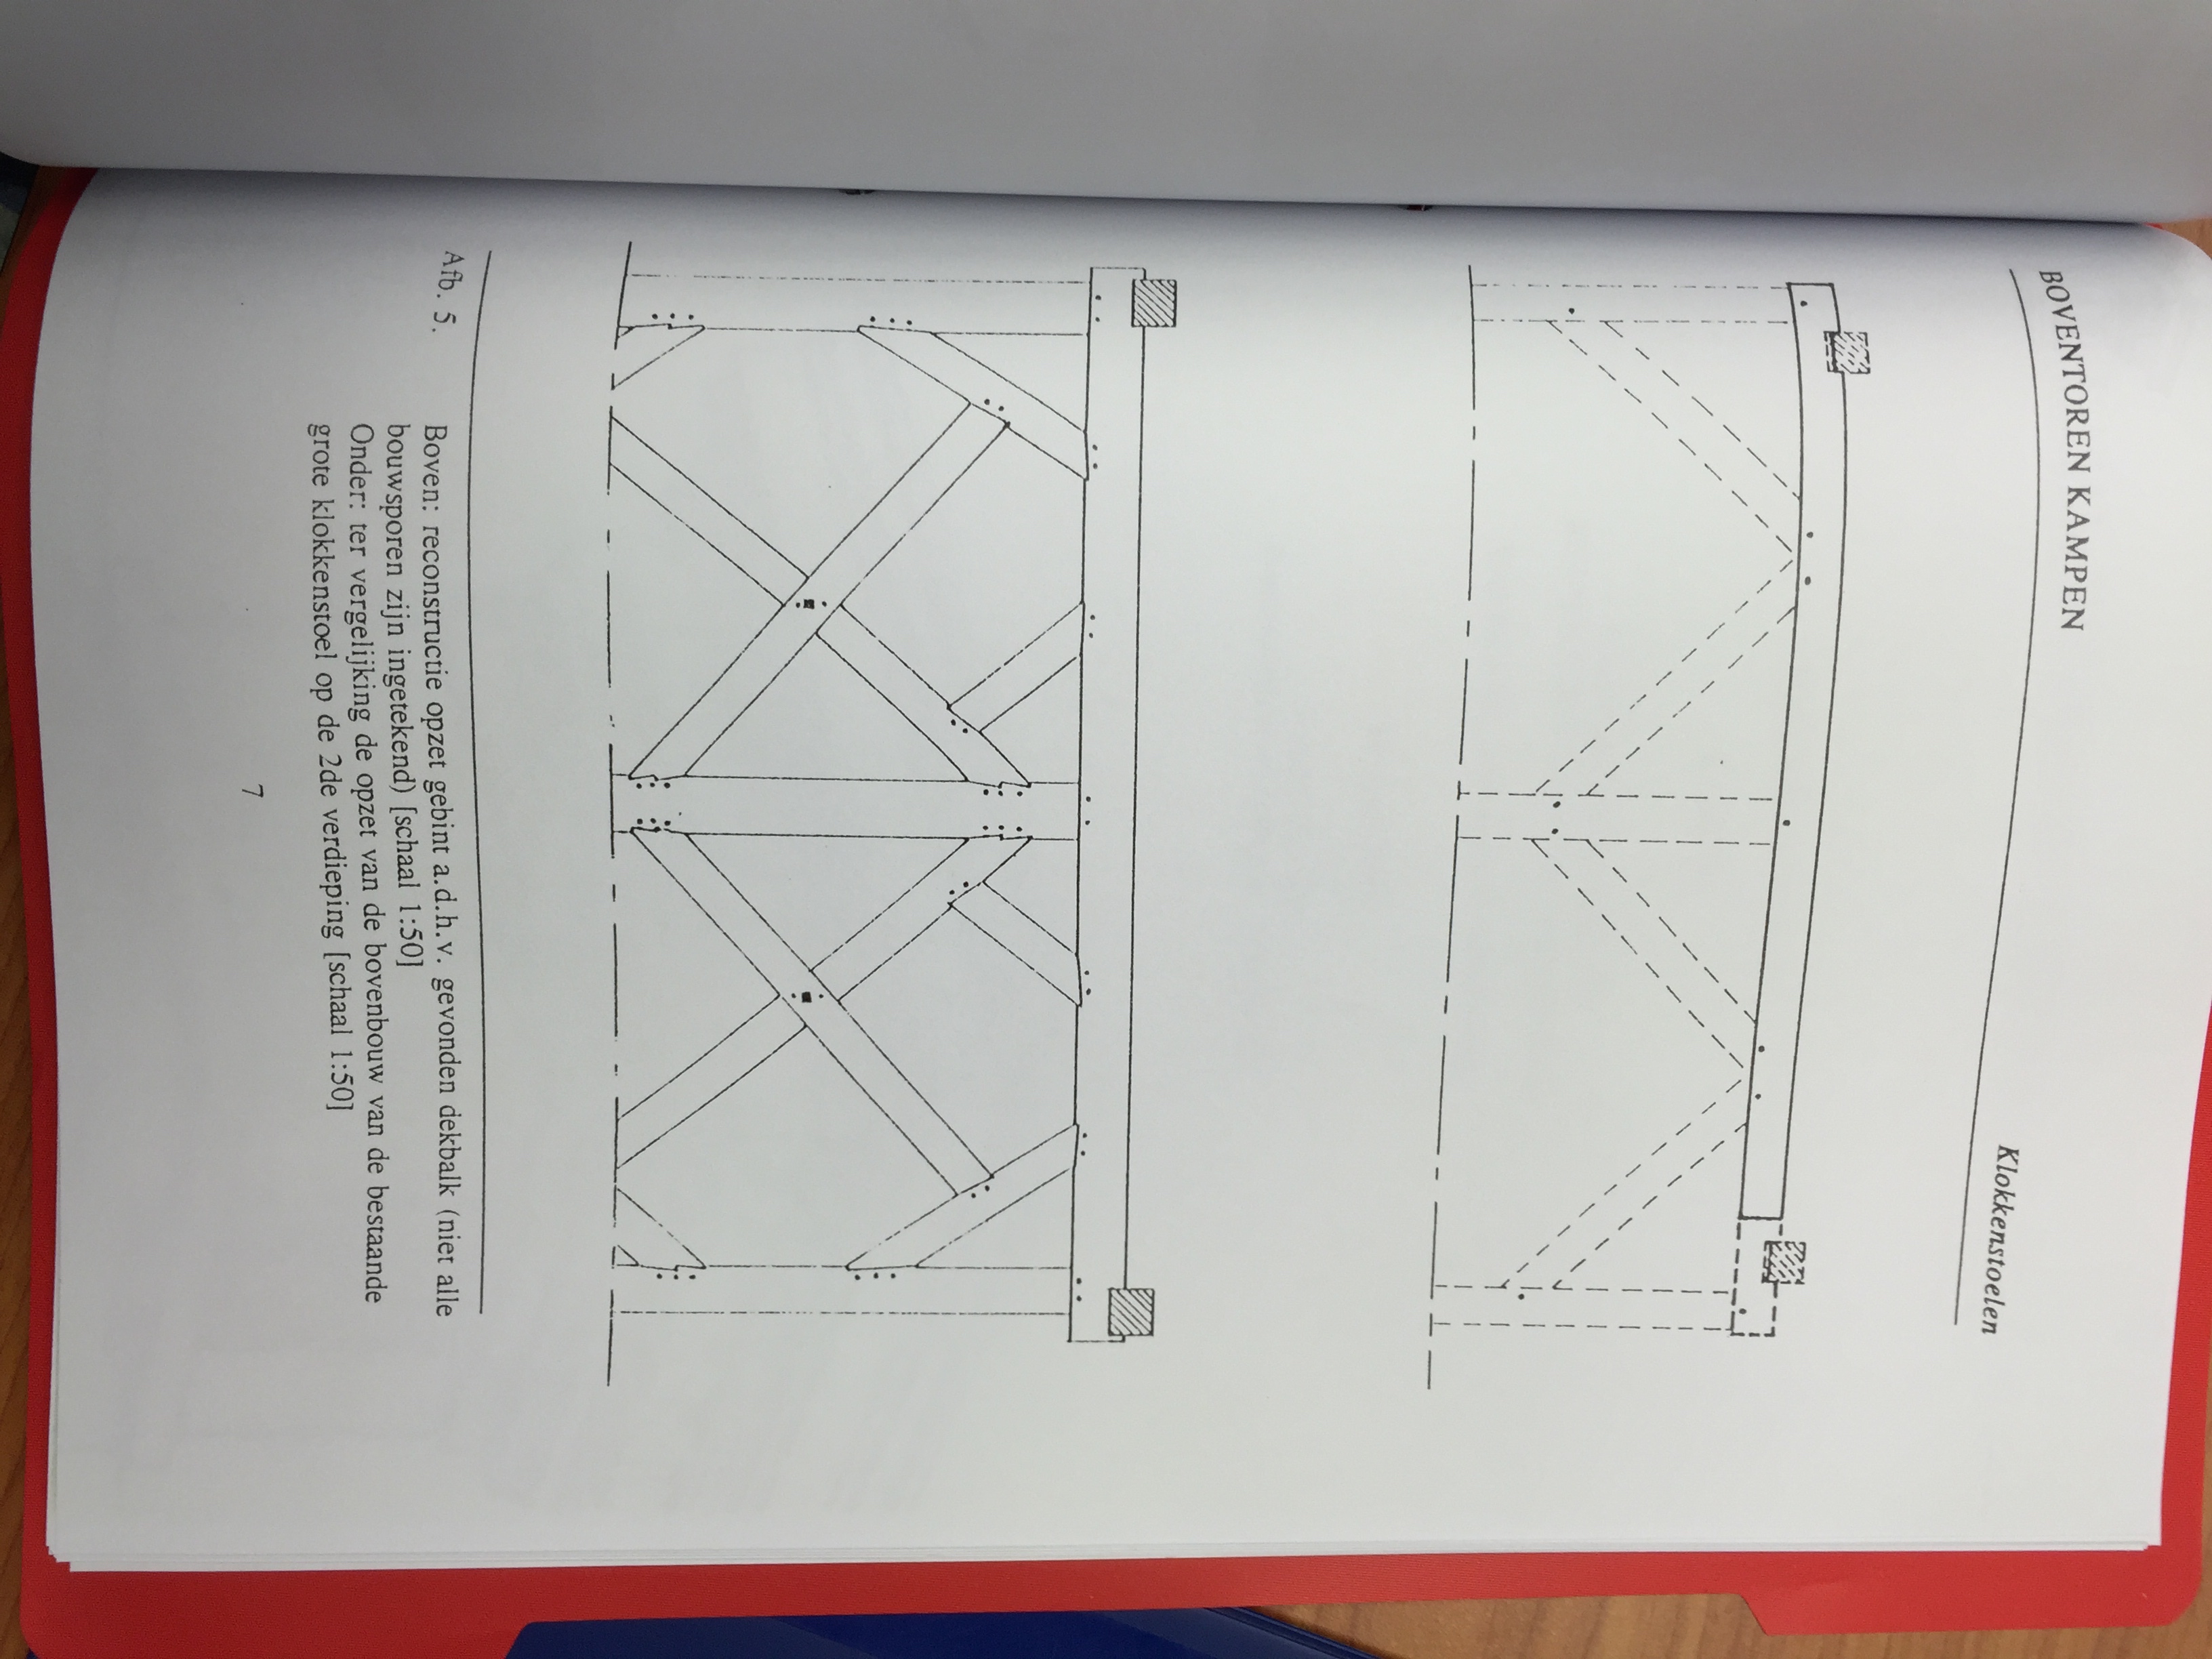 BOVENTOREN KAMPEN
Klokkenstoelen
Afb. 5.
Boven: reconstructie opzet gebint a.d.h.v. gevonden dekbalk (niet alle
bouwsporen zijn ingetekend) [schaal 1:50]
Onder: ter vergelijking de opzet van de bovenbouw van de bestaande
grote klokkenstoel op de 2de verdieping [schaal 1:50]
7